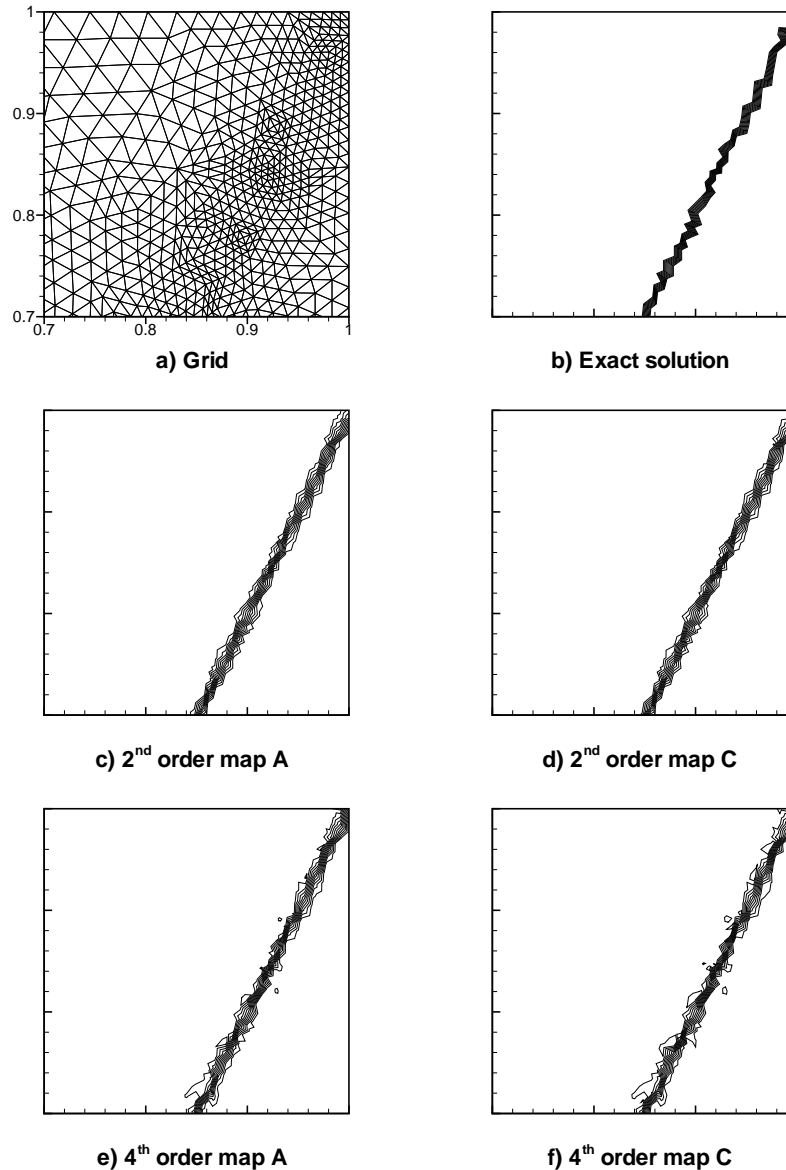 1
0.9
0.8
0.7
0.7 0.8 0.9 1
a) Grid
b) Exact solution
c) 2nd order map A
d) 2nd order map C
e) 4th order map A
f) 4th order map C